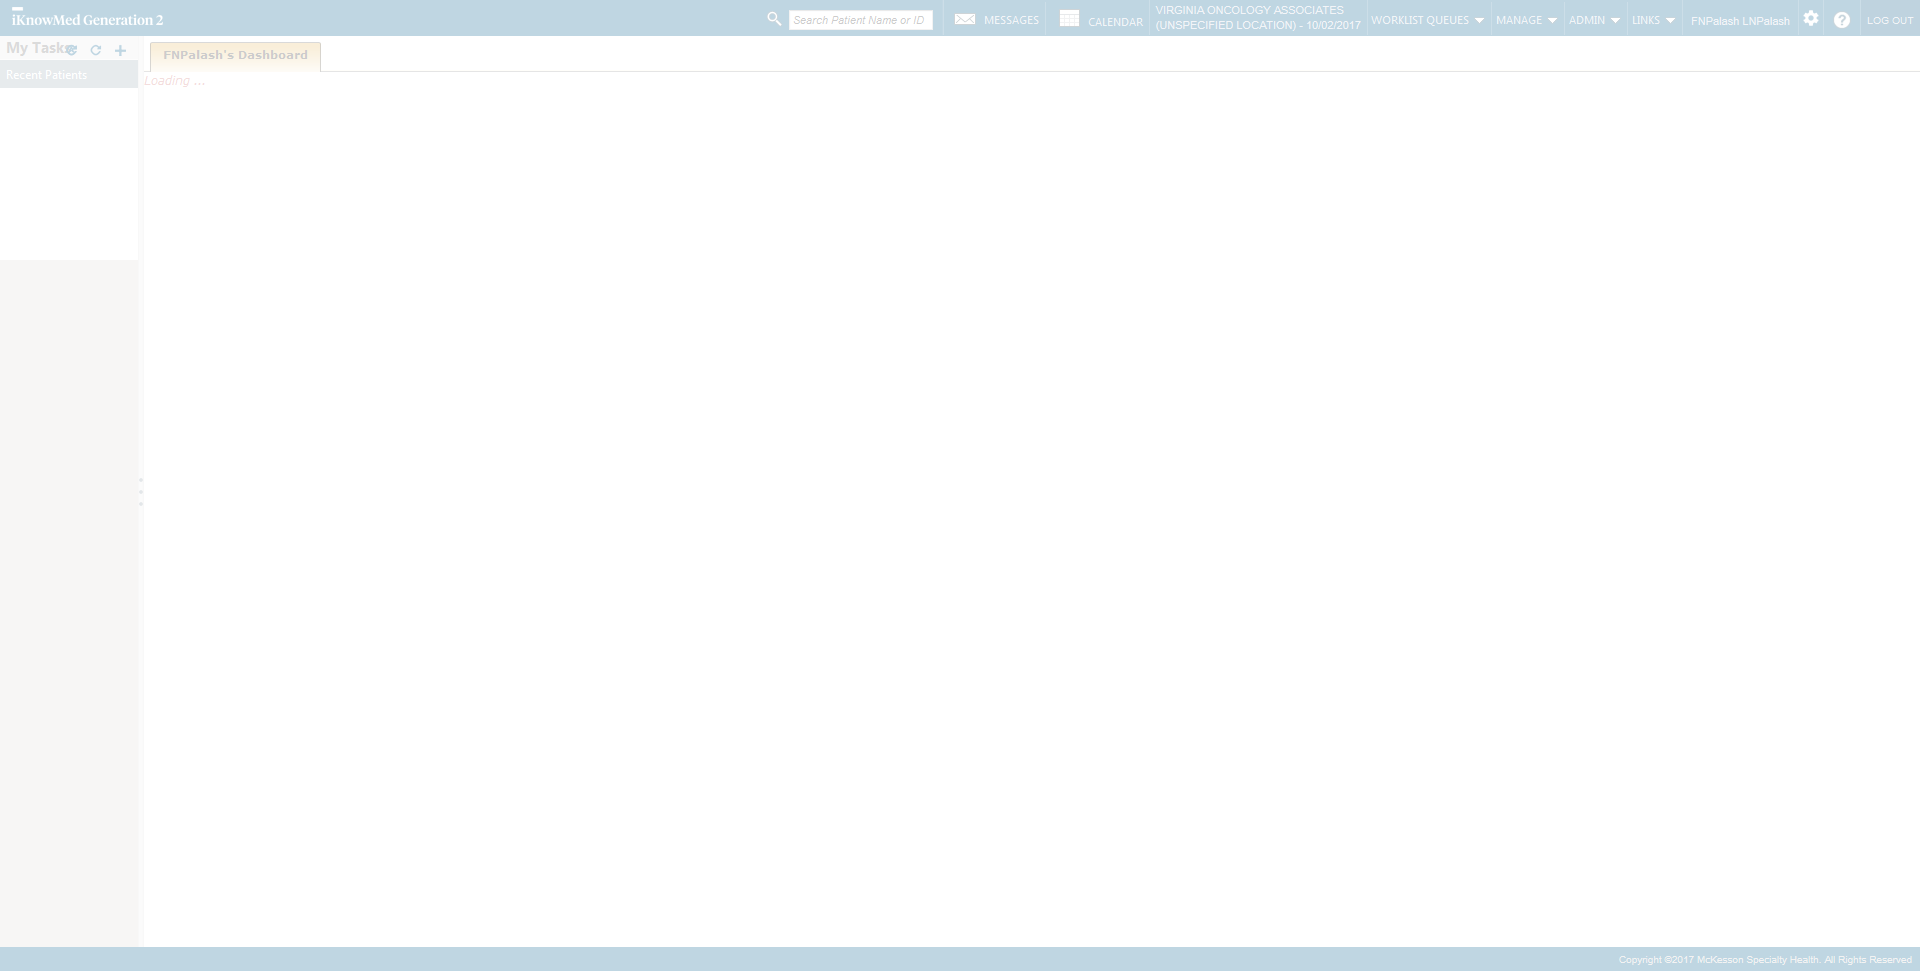 iKnowMed Generation 2
Search Patient Name or ID
MESSAGES
CALENDAR
VIRGINIA ONCOLOGY ASSOCIATES
(UNSPECIFIED LOCATION) - 10/02/2017
WORKLIST QUEUES
MANAGE
ADMIN
LINKS
FNPalash LNPalash
LOG OUT
My Tasks
FNPalash's Dashboard
Recent Patients
Loading ...
Copyright ©2017 McKesson Specialty Health. All Rights Reserved